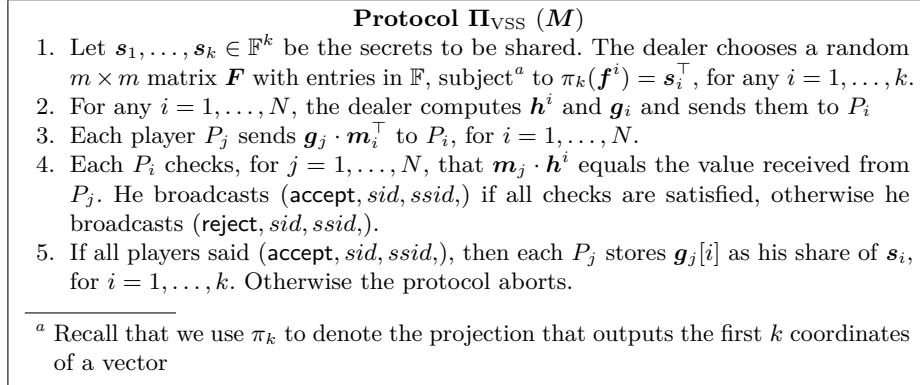 Protocol Π_VSS (M)
1. Let s_1, . . . , s_k ∈ 𝔽^k be the secrets to be shared. The dealer chooses a random
m × m matrix F with entries in 𝔽, subject^a to π_k(f^i) = s_i^⊤, for any i = 1, . . . , k.
2. For any i = 1, . . . , N, the dealer computes h^i and g_i and sends them to P_i
3. Each player P_j sends g_j · m_i^⊤ to P_i, for i = 1, . . . , N.
4. Each P_i checks, for j = 1, . . . , N, that m_j · h^i equals the value received from
P_j. He broadcasts (accept, sid, ssid,) if all checks are satisfied, otherwise he
broadcasts (reject, sid, ssid,).
5. If all players said (accept, sid, ssid,), then each P_j stores g_j[i] as his share of s_i,
for i = 1, . . . , k. Otherwise the protocol aborts.
^a Recall that we use π_k to denote the projection that outputs the first k coordinates
of a vector